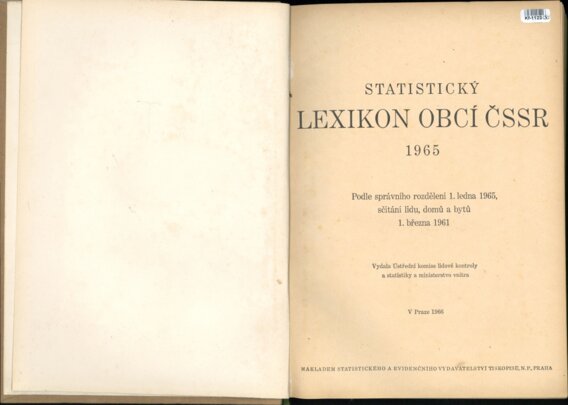 STATISTICKÝ
LEXIKON OBCÍ ČSSR
1965
Podle správního rozdělení 1. ledna 1965,
sčítání lidu, domů a bytů
1. března 1961
Vydala Ústřední komise lidové kontroly
a statistiky a ministerstvo vnitra
V Praze 1966
NAKLADEM STATISTICKÉHO A EVIDENČNÍHO VYDAVATELSTVÍ TISKOPISŮ, N. P., PRAHA